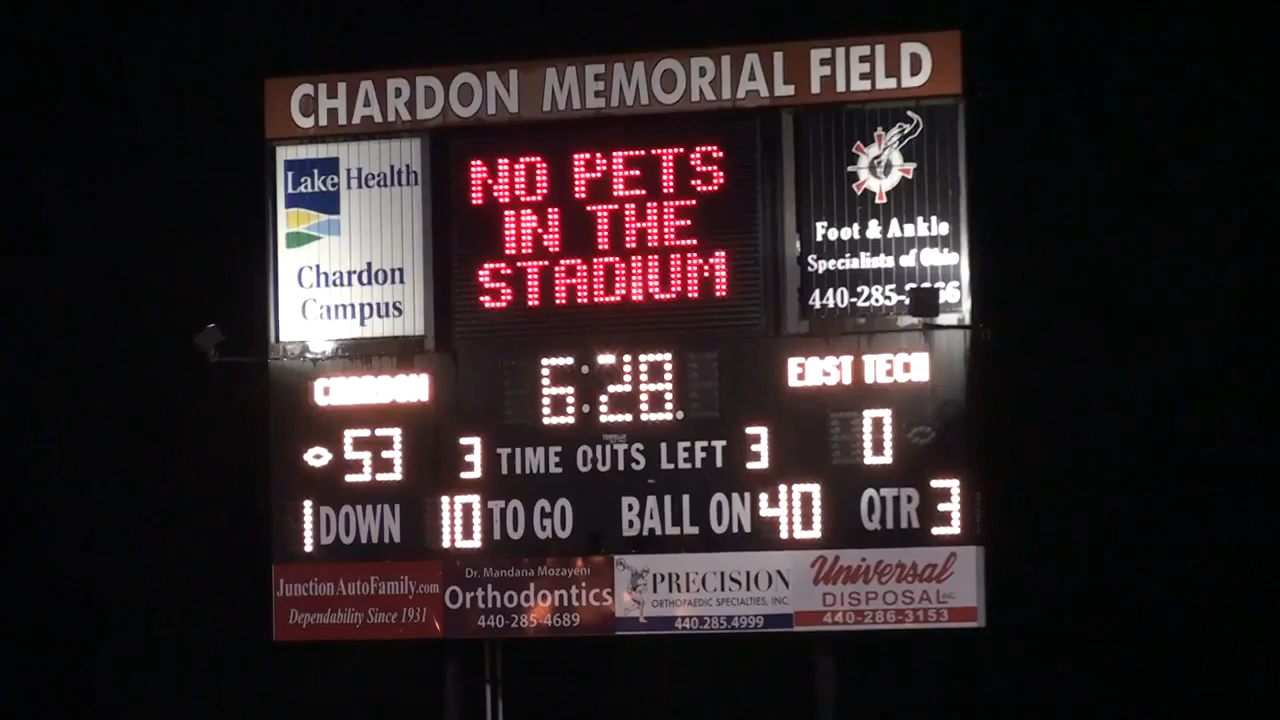 CHARDON MEMORIAL FIELD
Lake Health
Chardon
Campus
NO PETS
IN THE
STADIUM
Foot & Ankle
Specialists of Ohio
440-285-
CHARDON
6:28
EAST TECH
53
3 TIME OUTS LEFT 3
0
1 DOWN 10 TO GO BALL ON 40 QTR 3
JunctionAutoFamily.com
Dependability Since 1931
Dr. Mandana Mozayeni
Orthodontics
440-285-4689
PRECISION
ORTHOPAEDIC SPECIALTIES, INC.
440.285.4999
Universal
DISPOSAL INC.
440-286-3153